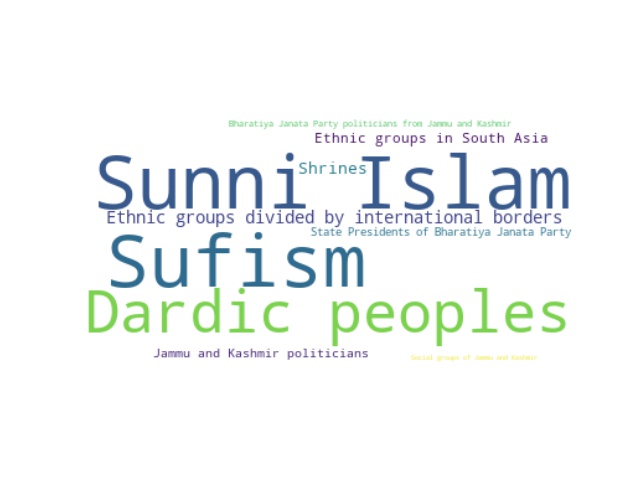 Bharatiya Janata Party politicians from Jammu and Kashmir
Ethnic groups in South Asia
Shrines
Sunni Islam
Ethnic groups divided by international borders
State Presidents of Bharatiya Janata Party
Sufism
Dardic peoples
Jammu and Kashmir politicians
Social groups of Jammu and Kashmir